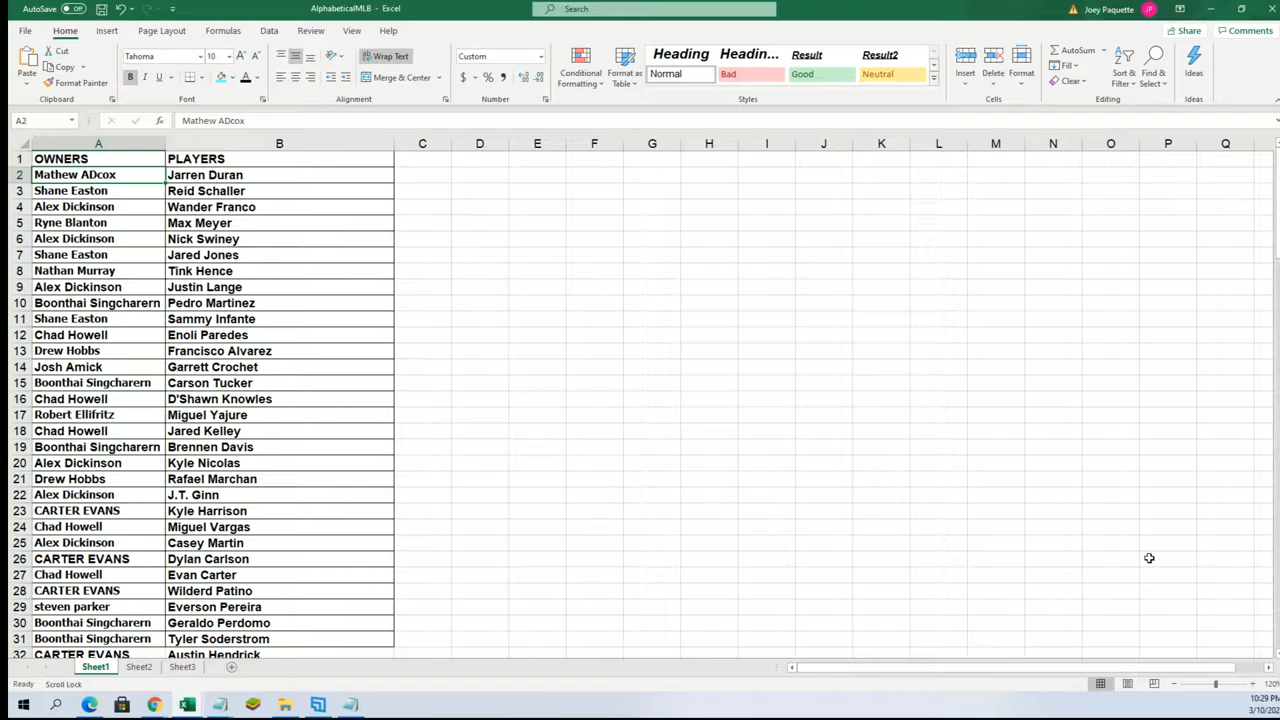 AutoSave Off AlphabeticalMLB - Excel Search Joey Paquette JP
File Home Insert Page Layout Formulas Data Review View Help Share Comments
Paste Cut Copy Format Painter Clipboard
Tahoma 10 B I U A Font
Wrap Text Merge & Center Alignment
Custom $ % Number
Conditional Formatting Format as Table
Heading Headin... Result Result2
Normal Bad Good Neutral
Styles
Insert Delete Format Cells
AutoSum Fill Clear Sort & Filter Find & Select Editing
Ideas Ideas
A2 fx Mathew ADcox
A B C D E F G H I J K L M N O P Q
1 OWNERS PLAYERS
2 Mathew ADcox Jarren Duran
3 Shane Easton Reid Schaller
4 Alex Dickinson Wander Franco
5 Ryne Blanton Max Meyer
6 Alex Dickinson Nick Swiney
7 Shane Easton Jared Jones
8 Nathan Murray Tink Hence
9 Alex Dickinson Justin Lange
10 Boonthai Singcharern Pedro Martinez
11 Shane Easton Sammy Infante
12 Chad Howell Enoli Paredes
13 Drew Hobbs Francisco Alvarez
14 Josh Amick Garrett Crochet
15 Boonthai Singcharern Carson Tucker
16 Chad Howell D'Shawn Knowles
17 Robert Ellifritz Miguel Yajure
18 Chad Howell Jared Kelley
19 Boonthai Singcharern Brennen Davis
20 Alex Dickinson Kyle Nicolas
21 Drew Hobbs Rafael Marchan
22 Alex Dickinson J.T. Ginn
23 CARTER EVANS Kyle Harrison
24 Chad Howell Miguel Vargas
25 Alex Dickinson Casey Martin
26 CARTER EVANS Dylan Carlson
27 Chad Howell Evan Carter
28 CARTER EVANS Wilderd Patino
29 steven parker Everson Pereira
30 Boonthai Singcharern Geraldo Perdomo
31 Boonthai Singcharern Tyler Soderstrom
32 CARTER EVANS Austin Hendrick
Sheet1 Sheet2 Sheet3
Ready Scroll Lock 120%
10:29 PM
3/10/202